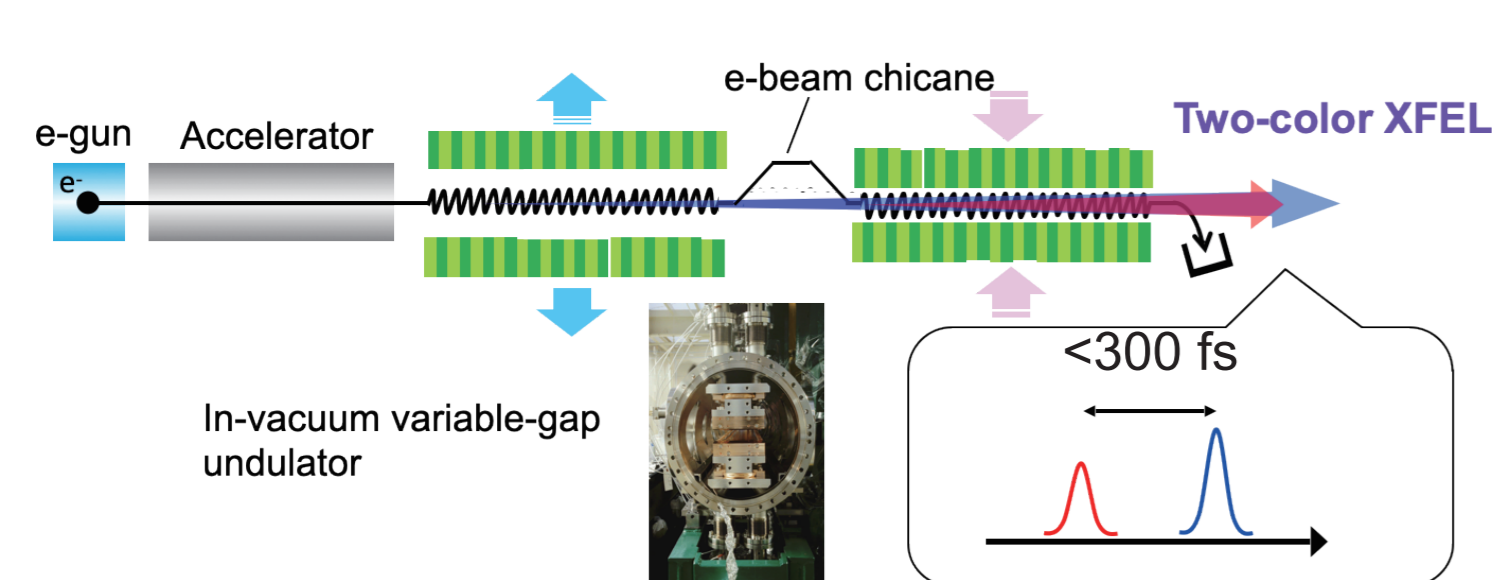 e-beam chicane
Two-color XFEL
e-gun
Accelerator
e-
<300 fs
In-vacuum variable-gap
undulator